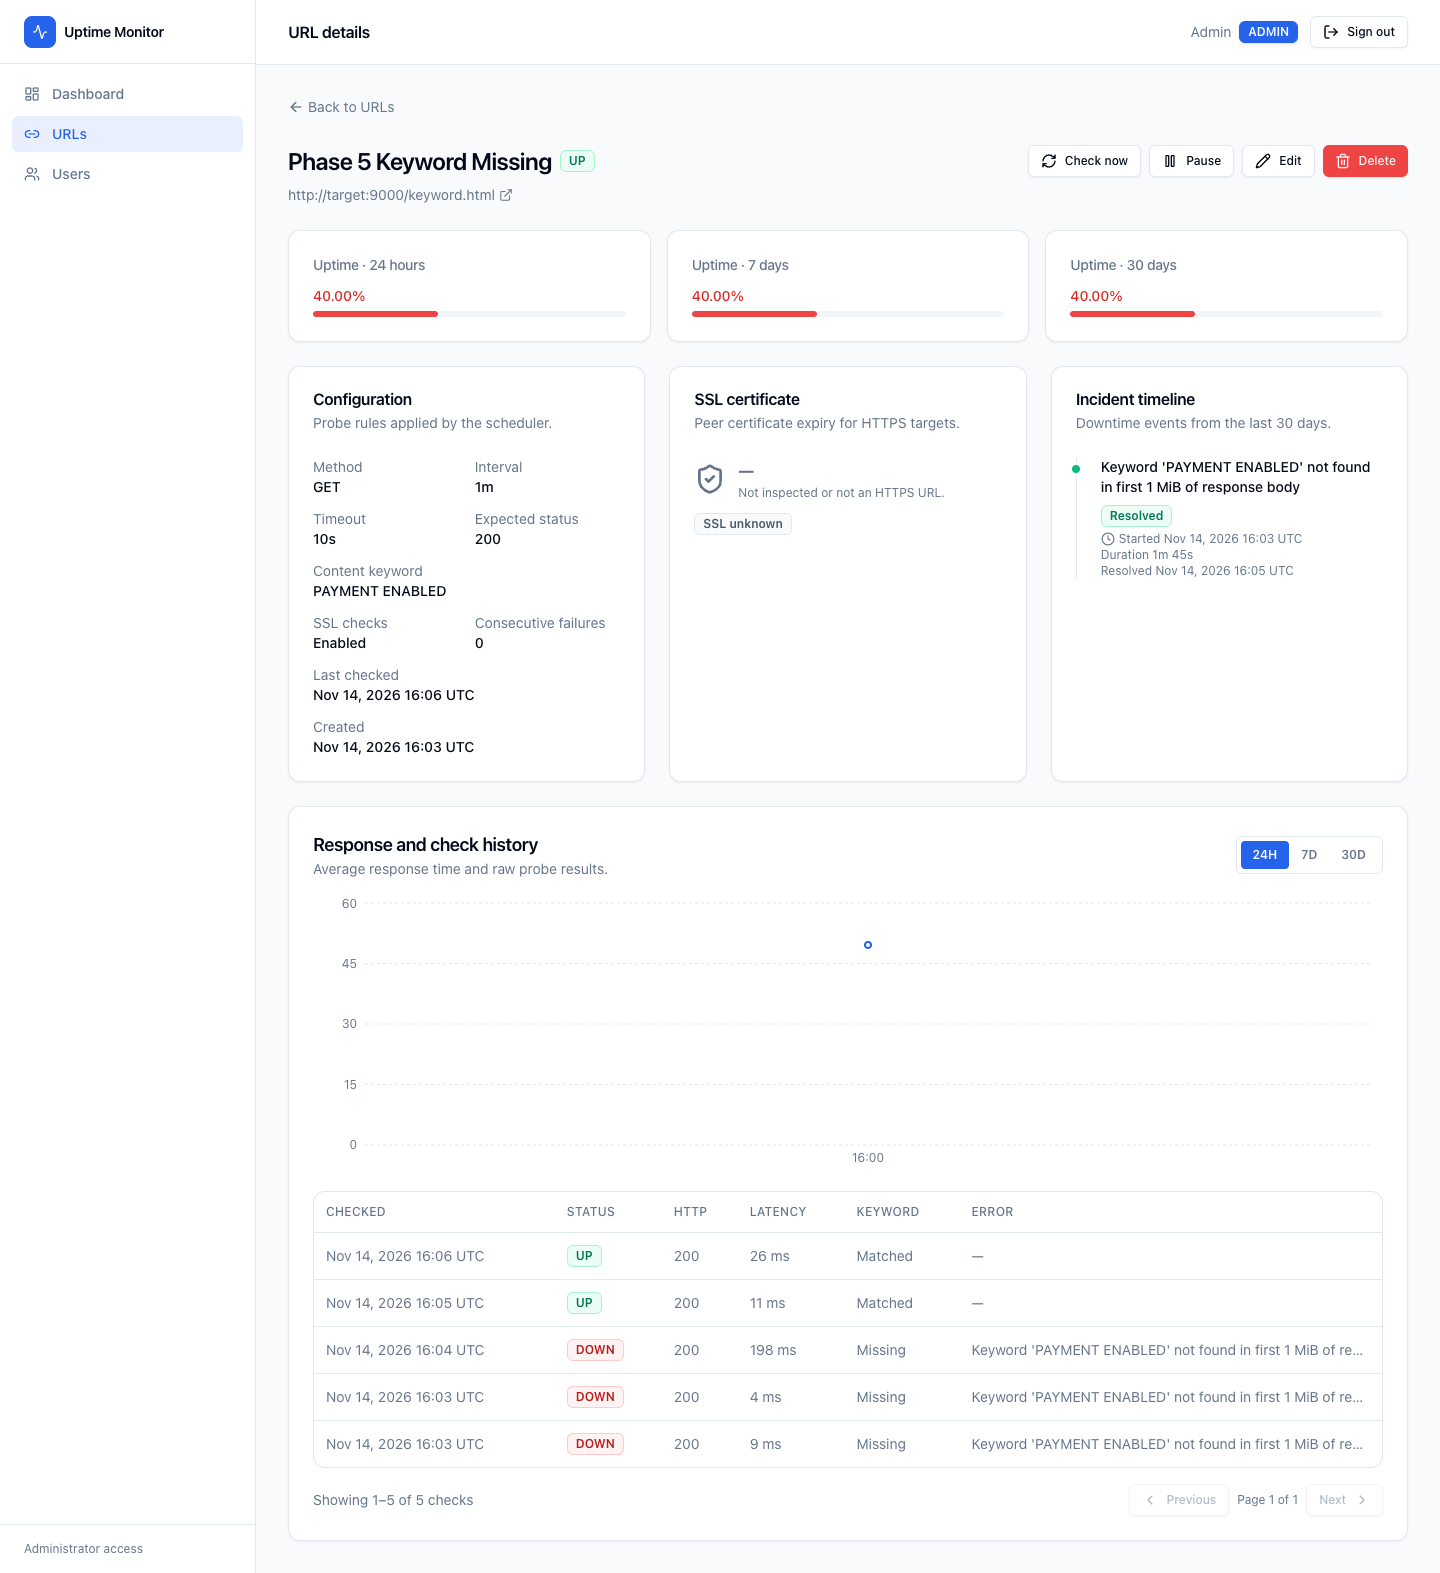 Uptime Monitor
Dashboard
URLs
Users
Administrator access
URL details
Admin
ADMIN
Sign out
Back to URLs
Phase 5 Keyword Missing
UP
Check now
Pause
Edit
Delete
http://target:9000/keyword.html
Uptime · 24 hours
40.00%
Uptime · 7 days
40.00%
Uptime · 30 days
40.00%
Configuration
Probe rules applied by the scheduler.
Method
GET
Interval
1m
Timeout
10s
Expected status
200
Content keyword
PAYMENT ENABLED
SSL checks
Enabled
Consecutive failures
0
Last checked
Nov 14, 2026 16:06 UTC
Created
Nov 14, 2026 16:03 UTC
SSL certificate
Peer certificate expiry for HTTPS targets.
—
Not inspected or not an HTTPS URL.
SSL unknown
Incident timeline
Downtime events from the last 30 days.
Keyword 'PAYMENT ENABLED' not found
in first 1 MiB of response body
Resolved
Started Nov 14, 2026 16:03 UTC
Duration 1m 45s
Resolved Nov 14, 2026 16:05 UTC
Response and check history
Average response time and raw probe results.
24H 7D 30D
60
45
30
15
0
16:00
CHECKED STATUS HTTP LATENCY KEYWORD ERROR
Nov 14, 2026 16:06 UTC UP 200 26 ms Matched —
Nov 14, 2026 16:05 UTC UP 200 11 ms Matched —
Nov 14, 2026 16:04 UTC DOWN 200 198 ms Missing Keyword 'PAYMENT ENABLED' not found in first 1 MiB of re...
Nov 14, 2026 16:03 UTC DOWN 200 4 ms Missing Keyword 'PAYMENT ENABLED' not found in first 1 MiB of re...
Nov 14, 2026 16:03 UTC DOWN 200 9 ms Missing Keyword 'PAYMENT ENABLED' not found in first 1 MiB of re...
Showing 1–5 of 5 checks
Previous
Page 1 of 1
Next